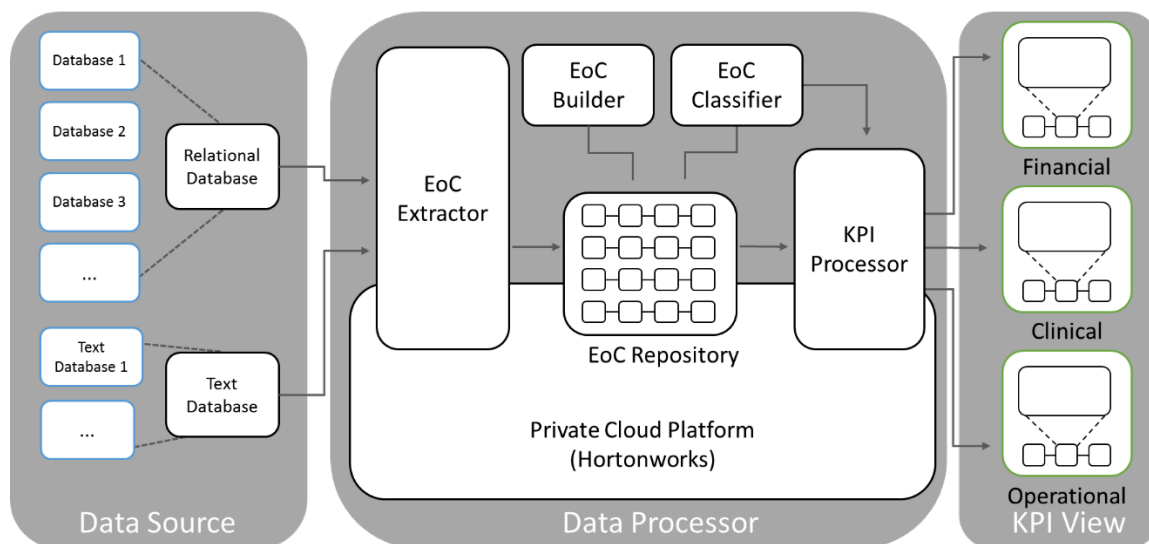 Database 1
Database 2
Database 3
...
Relational
Database
Text
Database 1
...
Text
Database
Data Source
EoC
Extractor
EoC
Builder
EoC
Classifier
EoC Repository
KPI
Processor
Private Cloud Platform
(Hortonworks)
Data Processor
Financial
Clinical
Operational
KPI View